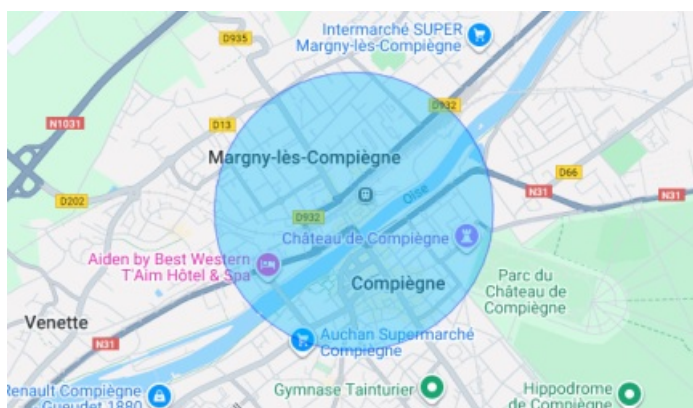 Intermarché SUPER
Margny-lès-Compiègne
D935
D932
N1031
D13
Margny-lès-Compiègne
D66
D202
N31
N31
Oise
D932
Château de Compiègne
Aiden by Best Western
T'Aim Hôtel & Spa
Parc du
Château de
Compiègne
Compiègne
Venette
N31
Auchan Supermarché
Compiègne
Renault Compiègne
Gueudet 1880
Gymnase Tainturier
Hippodrome
de Compiègne